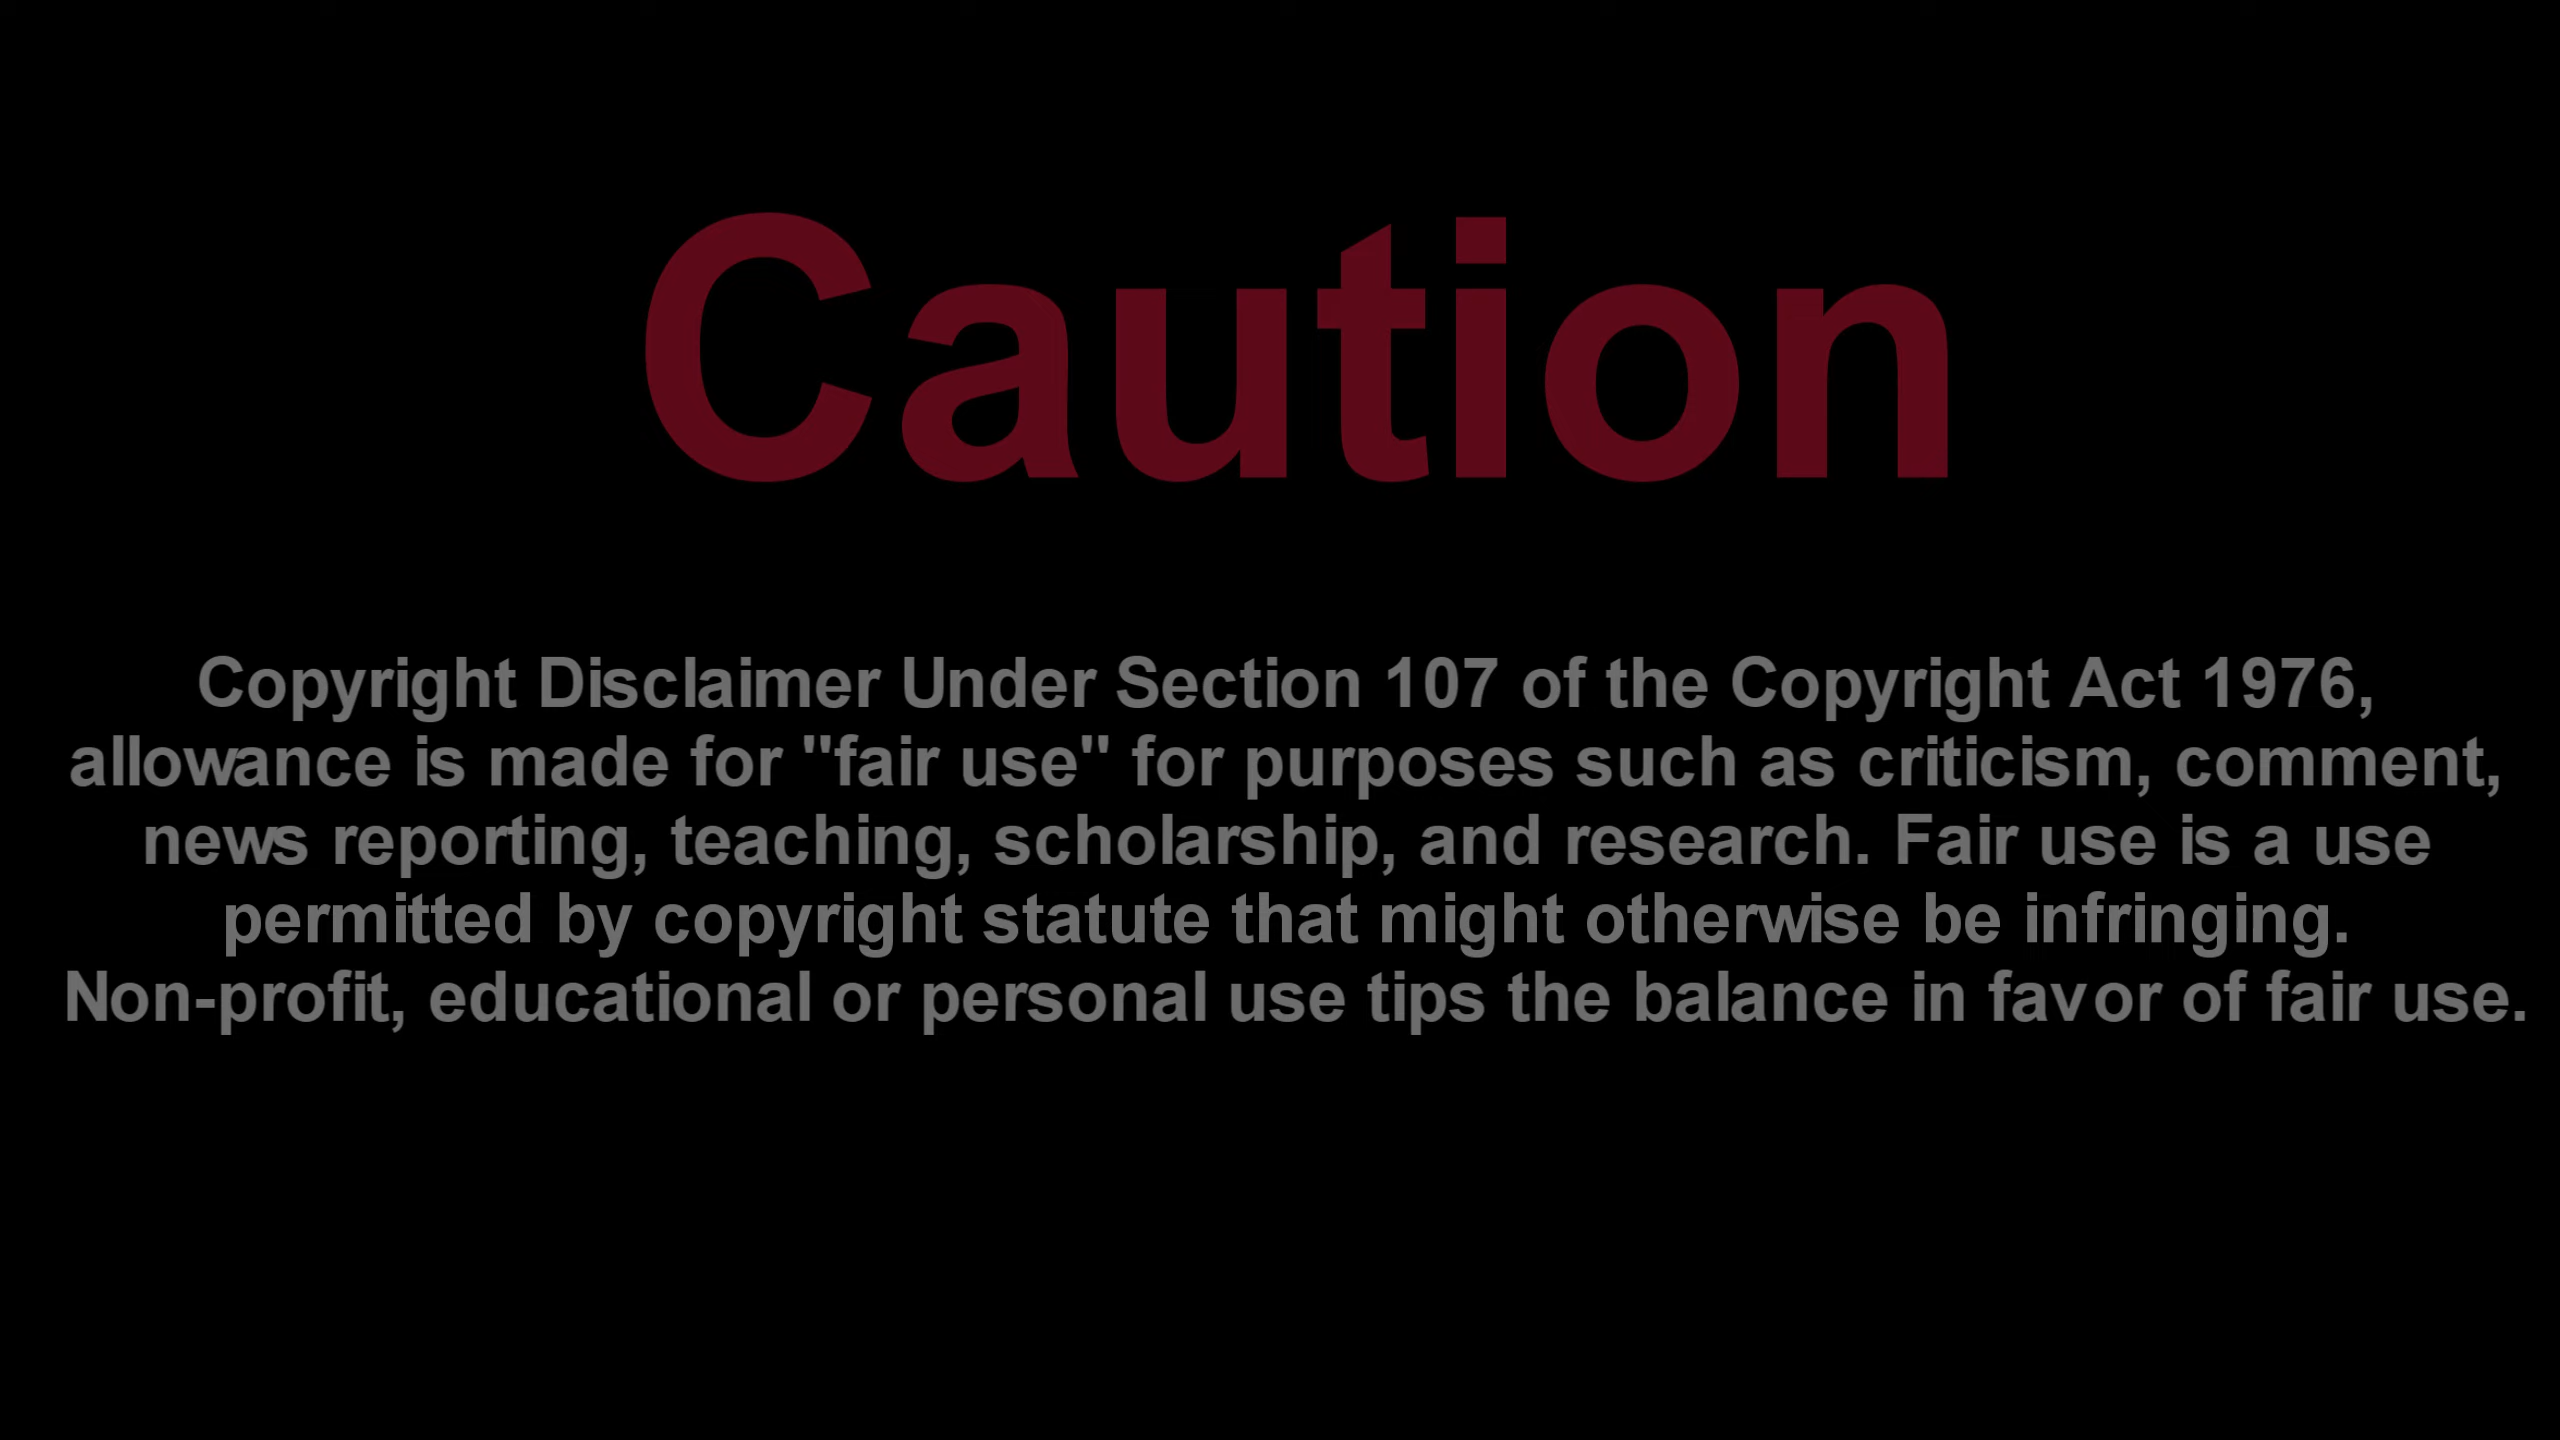 Caution
Copyright Disclaimer Under Section 107 of the Copyright Act 1976,
allowance is made for "fair use" for purposes such as criticism, comment,
news reporting, teaching, scholarship, and research. Fair use is a use
permitted by copyright statute that might otherwise be infringing.
Non-profit, educational or personal use tips the balance in favor of fair use.